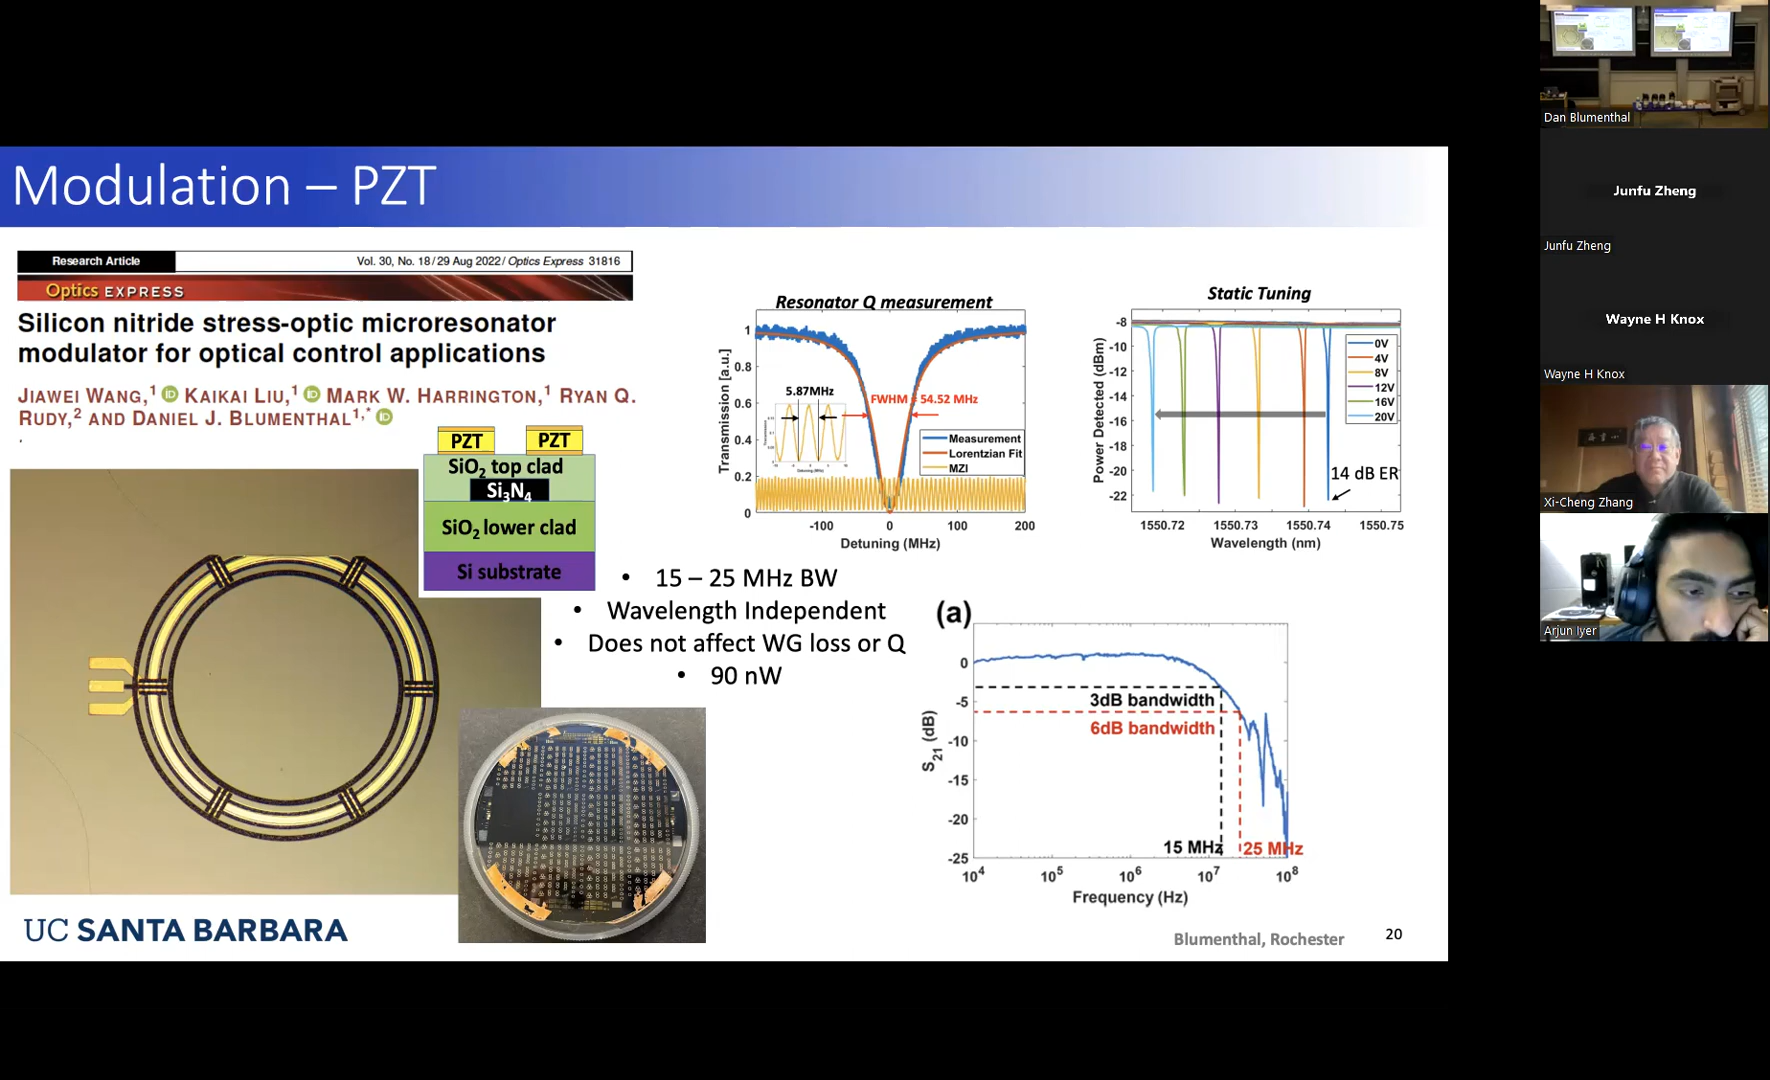 Modulation – PZT
Research Article
Vol. 30, No. 18 / 29 Aug 2022 / Optics Express 31816
Optics EXPRESS
Silicon nitride stress-optic microresonator
modulator for optical control applications
JIAWEI WANG,1 KAIKAI LIU,1 MARK W. HARRINGTON,1 RYAN Q.
RUDY,2 AND DANIEL J. BLUMENTHAL1,*
PZT PZT
SiO2 top clad
Si3N4
SiO2 lower clad
Si substrate
Resonator Q measurement
Transmission [a.u.]
1
0.8
0.6
0.4
0.2
0
5.87MHz
FWHM = 54.52 MHz
Measurement
Lorentzian Fit
MZI
-100 0 100 200
Detuning (MHz)
Static Tuning
Power Detected (dBm)
-8
-10
-12
-14
-16
-18
-20
-22
0V
4V
8V
12V
16V
20V
14 dB ER
1550.72 1550.73 1550.74 1550.75
Wavelength (nm)
• 15 – 25 MHz BW
• Wavelength Independent
• Does not affect WG loss or Q
• 90 nW
(a)
S21 (dB)
0
-5
-10
-15
-20
-25
3dB bandwidth
6dB bandwidth
15 MHz 25 MHz
10^4 10^5 10^6 10^7 10^8
Frequency (Hz)
UC SANTA BARBARA
Blumenthal, Rochester 20
Dan Blumenthal
Junfu Zheng
Junfu Zheng
Wayne H Knox
Wayne H Knox
Xi-Cheng Zhang
Arjun Iyer